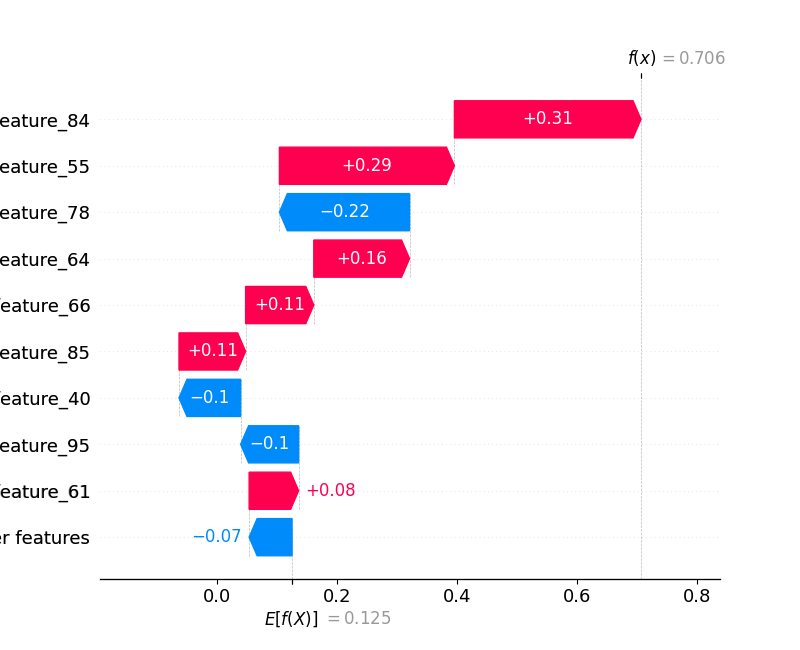 f(x) = 0.706
eature_84 +0.31
eature_55 +0.29
eature_78 −0.22
eature_64 +0.16
eature_66 +0.11
eature_85 +0.11
eature_40 −0.1
eature_95 −0.1
eature_61 +0.08
er features −0.07
0.0 0.2 0.4 0.6 0.8
E[f(X)] = 0.125